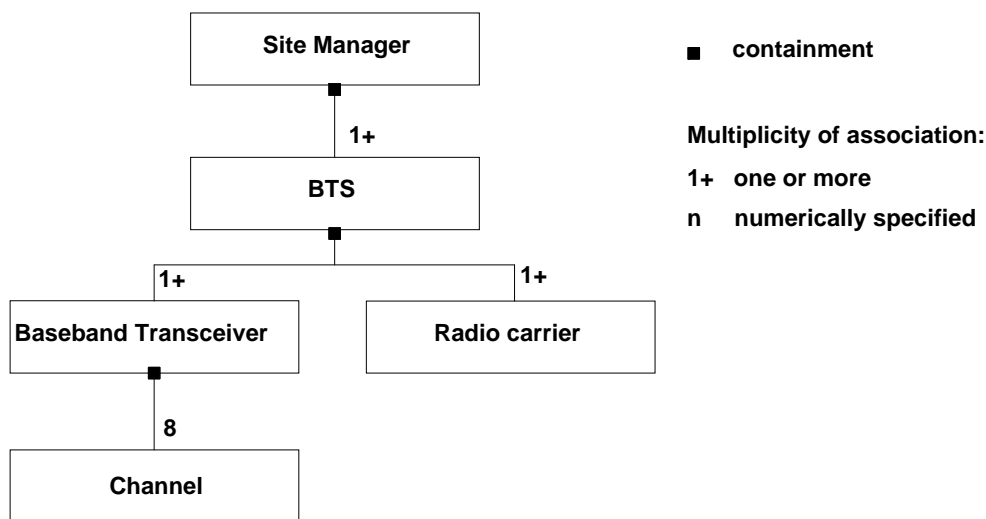 Site Manager
containment
1+
Multiplicity of association:
1+ one or more
BTS
n numerically specified
1+
1+
Baseband Transceiver
Radio carrier
8
Channel